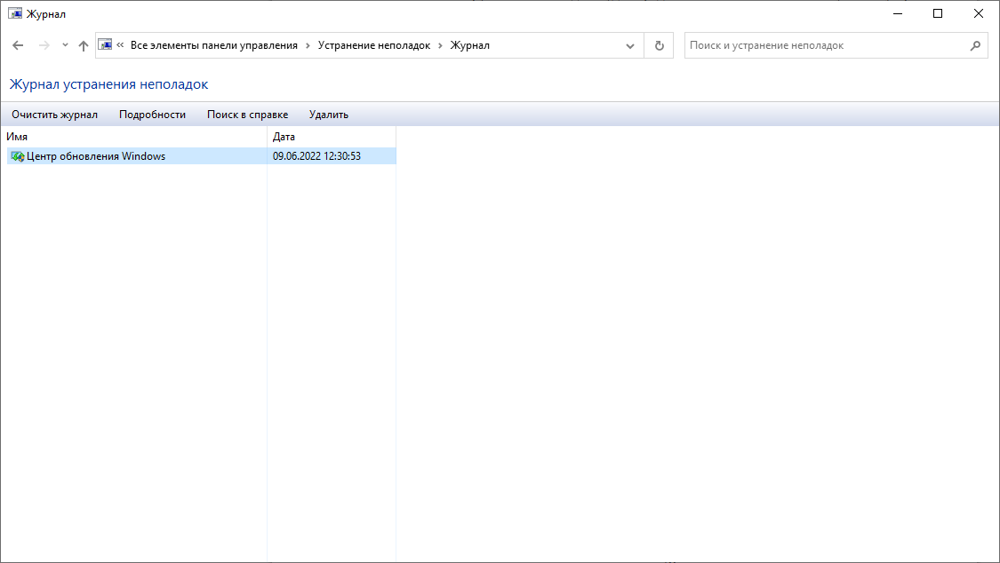 Журнал
« Все элементы панели управления › Устранение неполадок › Журнал
Поиск и устранение неполадок
Журнал устранения неполадок
Очистить журнал Подробности Поиск в справке Удалить
Имя Дата
Центр обновления Windows 09.06.2022 12:30:53